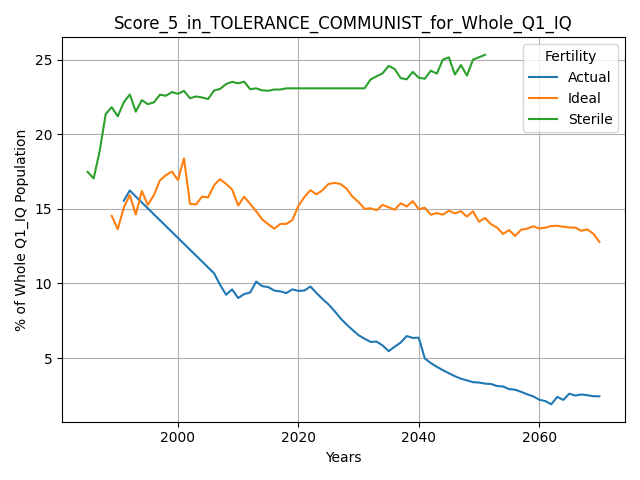 Score_5_in_TOLERANCE_COMMUNIST_for_Whole_Q1_IQ
% of Whole Q1_IQ Population
25
20
15
10
5
Fertility
Actual
Ideal
Sterile
2000
2020
2040
2060
Years